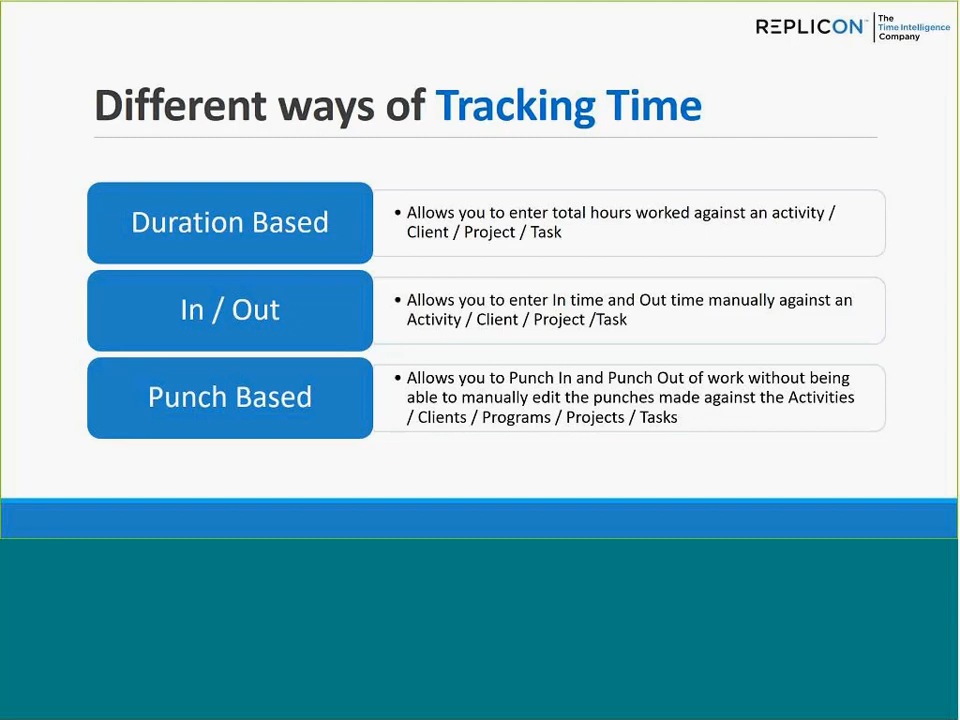 REPLICON
The
Time Intelligence
Company
Different ways of Tracking Time
Duration Based
• Allows you to enter total hours worked against an activity /
Client / Project / Task
In / Out
• Allows you to enter In time and Out time manually against an
Activity / Client / Project /Task
Punch Based
• Allows you to Punch In and Punch Out of work without being
able to manually edit the punches made against the Activities
/ Clients / Programs / Projects / Tasks